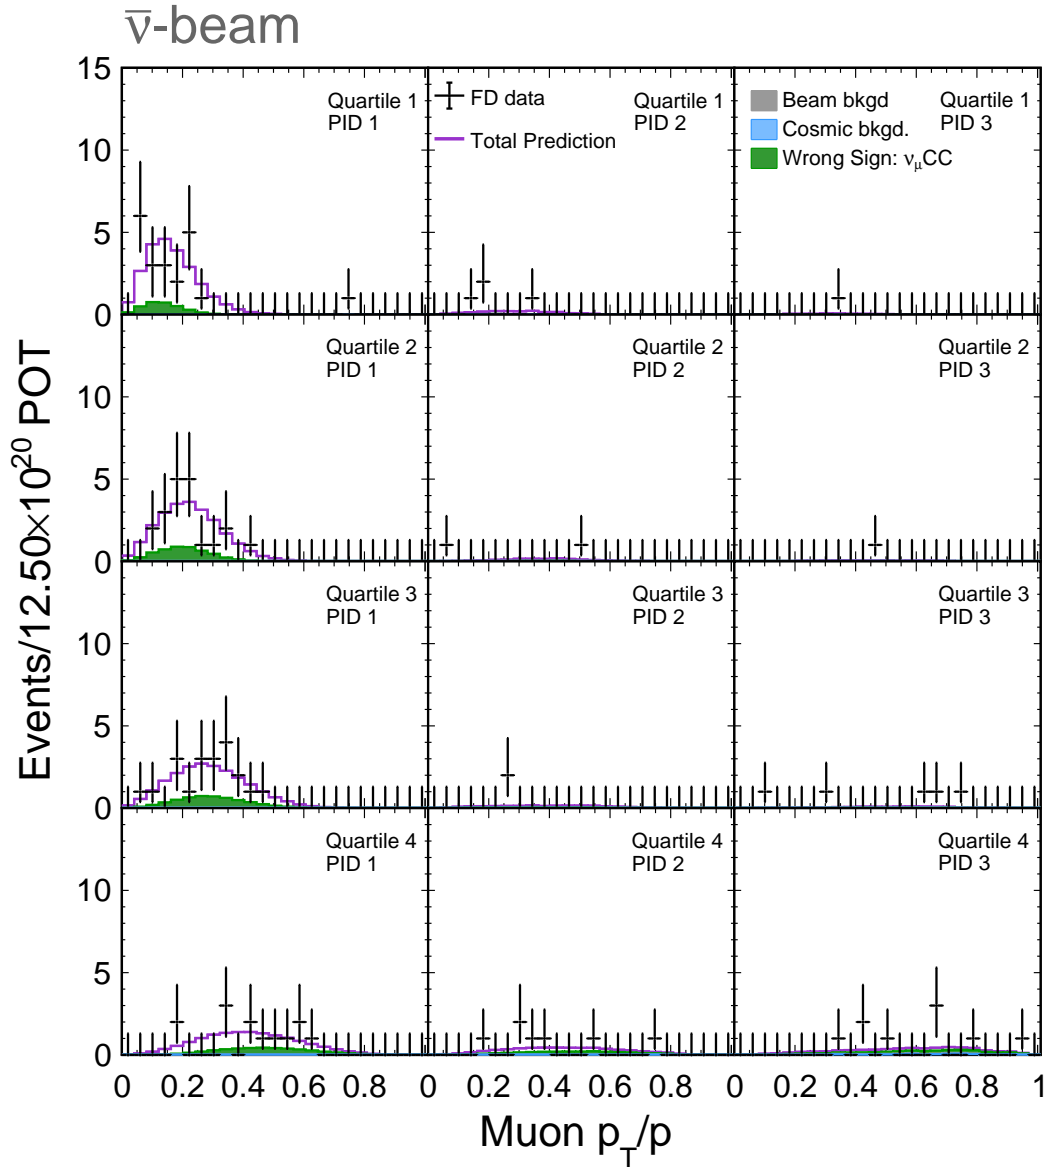 ν̄-beam
15
10
5
0
Quartile 1
PID 1
FD data
Total Prediction
Quartile 1
PID 2
Beam bkgd
Cosmic bkgd.
Wrong Sign: νμCC
Quartile 1
PID 3
10
5
0
Quartile 2
PID 1
Quartile 2
PID 2
Quartile 2
PID 3
10
5
0
Quartile 3
PID 1
Quartile 3
PID 2
Quartile 3
PID 3
10
5
0
Quartile 4
PID 1
Quartile 4
PID 2
Quartile 4
PID 3
0 0.2 0.4 0.6 0.8 0 0.2 0.4 0.6 0.8 0 0.2 0.4 0.6 0.8 1
Events/12.50×10²⁰ POT
Muon p_T/p